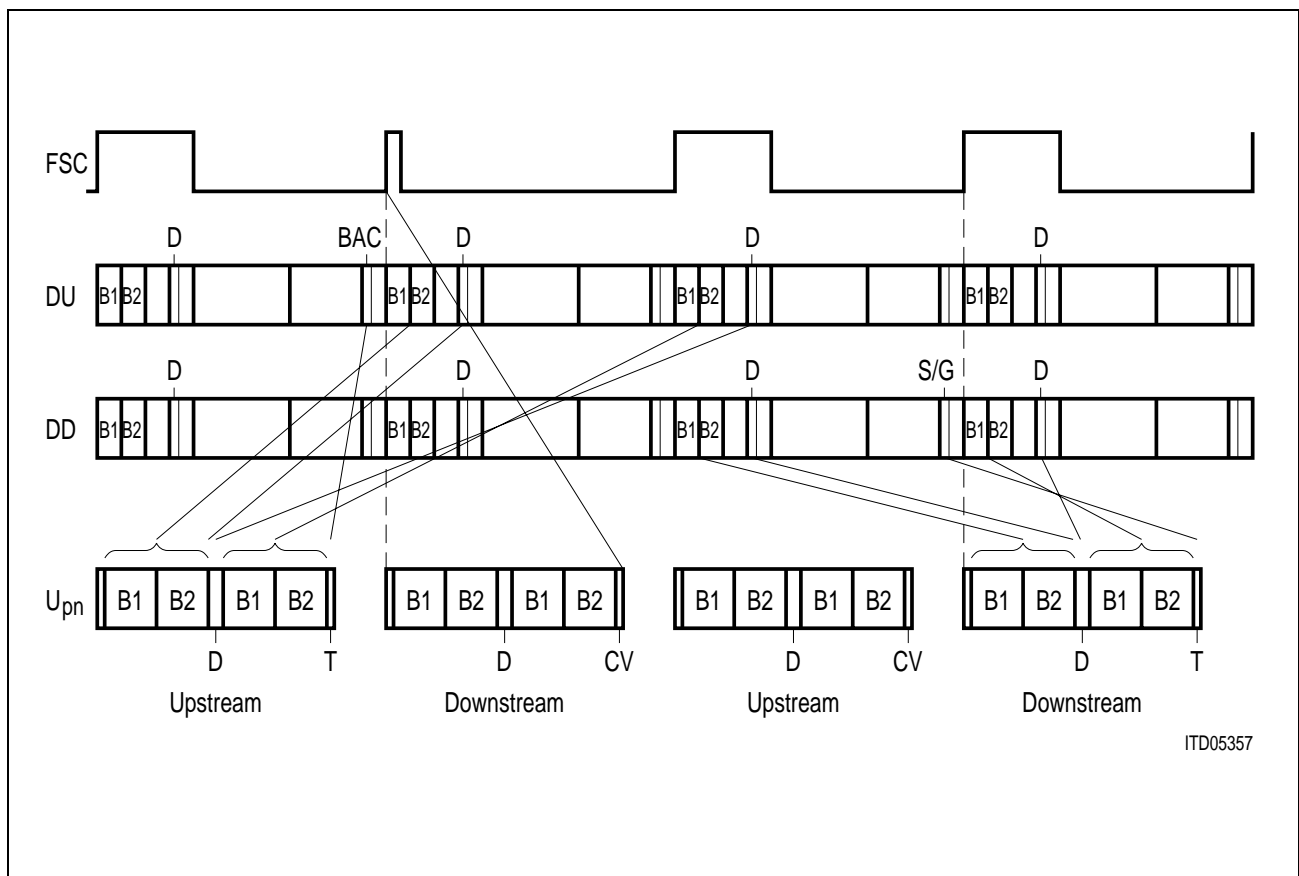 FSC
D BAC D D D
DU B1 B2 B1 B2 B1 B2 B1 B2
D D D S/G D
DD B1 B2 B1 B2 B1 B2 B1 B2
Upn B1 B2 B1 B2 B1 B2 B1 B2 B1 B2 B1 B2 B1 B2 B1 B2
D T D CV D CV D T
Upstream Downstream Upstream Downstream
ITD05357